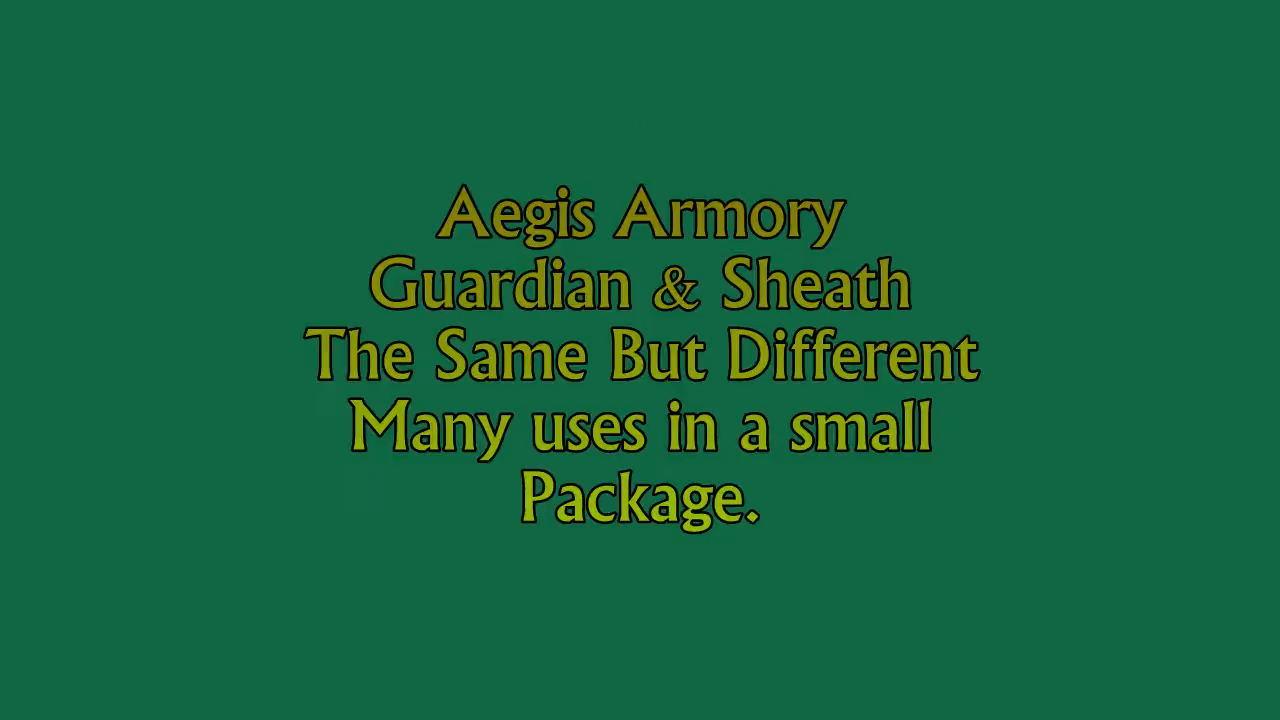 Aegis Armory
Guardian & Sheath
The Same But Different
Many uses in a small
Package.